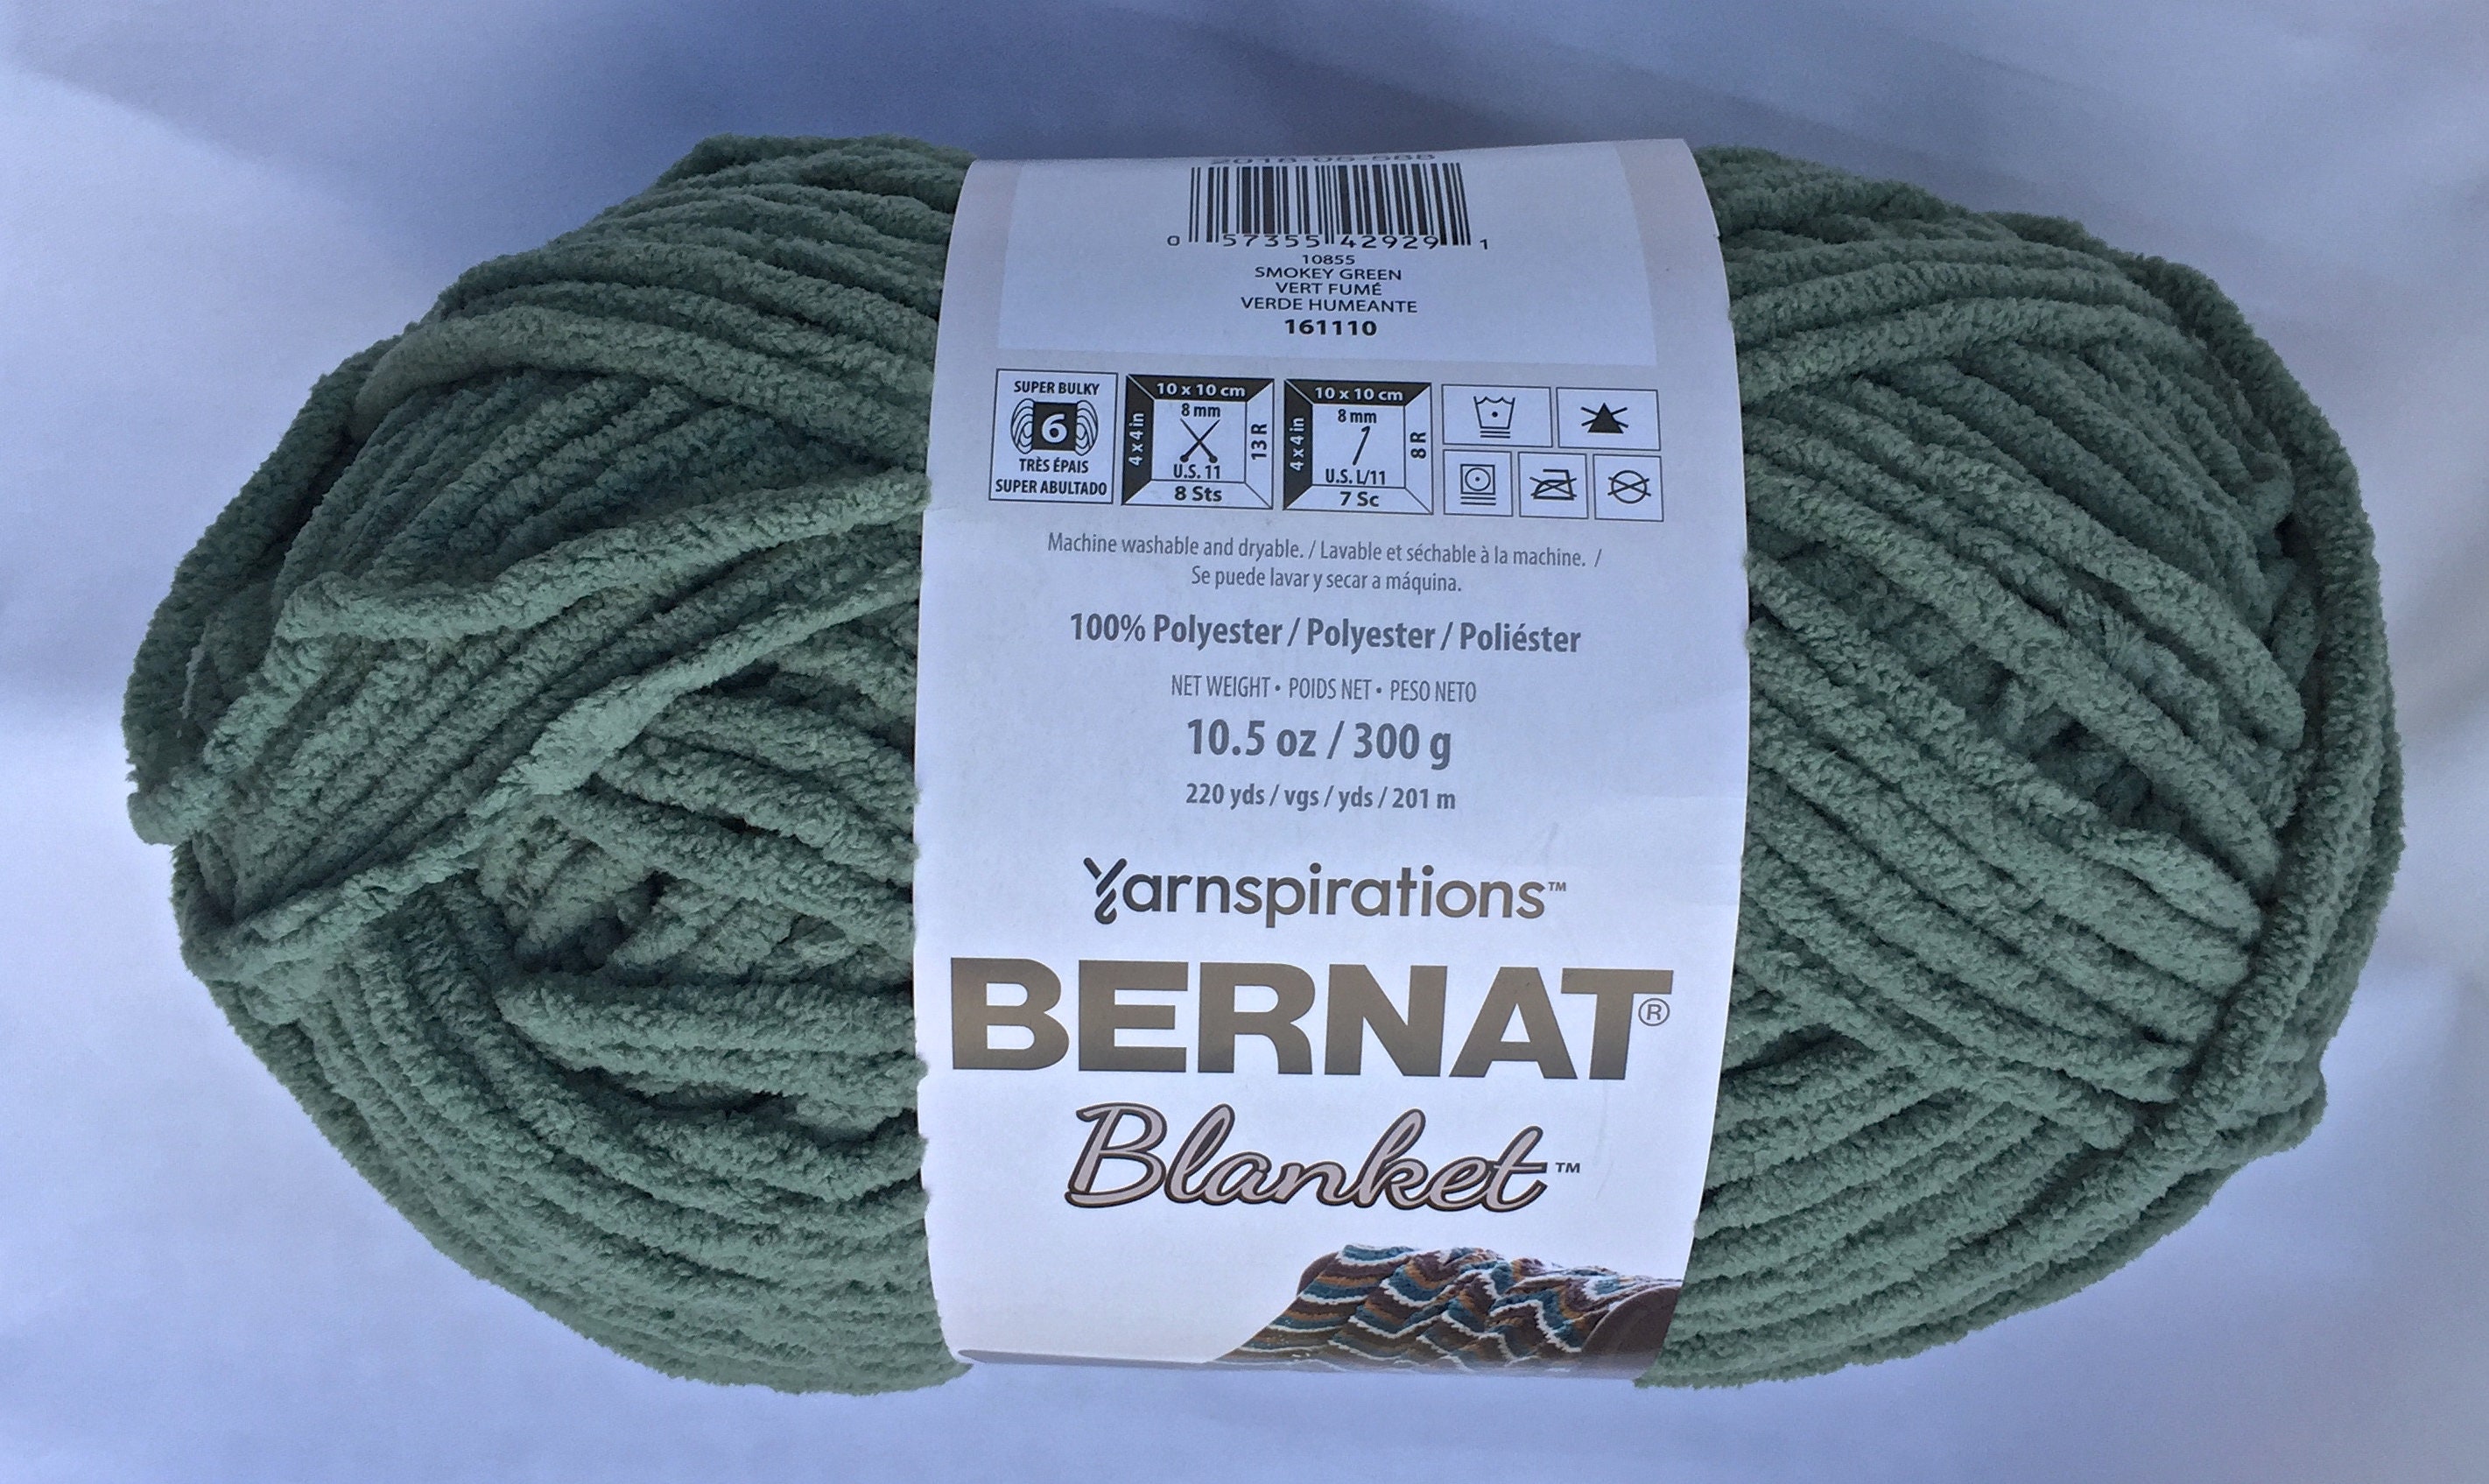 2018-05-588
0 57355 42929 1
10855
SMOKEY GREEN
VERT FUMÉ
VERDE HUMEANTE
161110
SUPER BULKY
6
TRÈS ÉPAIS
SUPER ABULTADO
10 x 10 cm
4 x 4 in
8 mm
13 R
U.S. 11
8 Sts
10 x 10 cm
4 x 4 in
8 mm
8 R
U.S. L/11
7 Sc
Machine washable and dryable. / Lavable et séchable à la machine. /
Se puede lavar y secar a máquina.
100% Polyester / Polyester / Poliéster
NET WEIGHT • POIDS NET • PESO NETO
10.5 oz / 300 g
220 yds / vgs / yds / 201 m
Yarnspirations™
BERNAT®
Blanket™